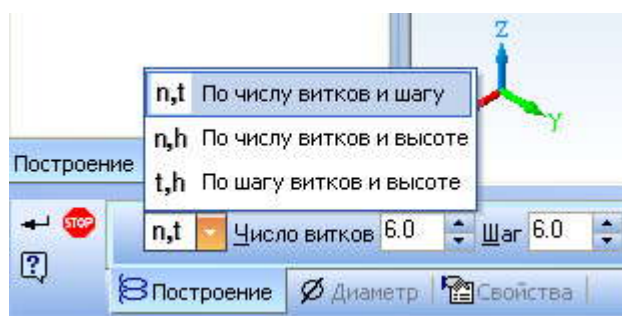 Z
Y
n,t По числу витков и шагу
n,h По числу витков и высоте
t,h По шагу витков и высоте
Построение
STOP
n,t Число витков 6.0 Шаг 6.0
?
Построение Диаметр Свойства